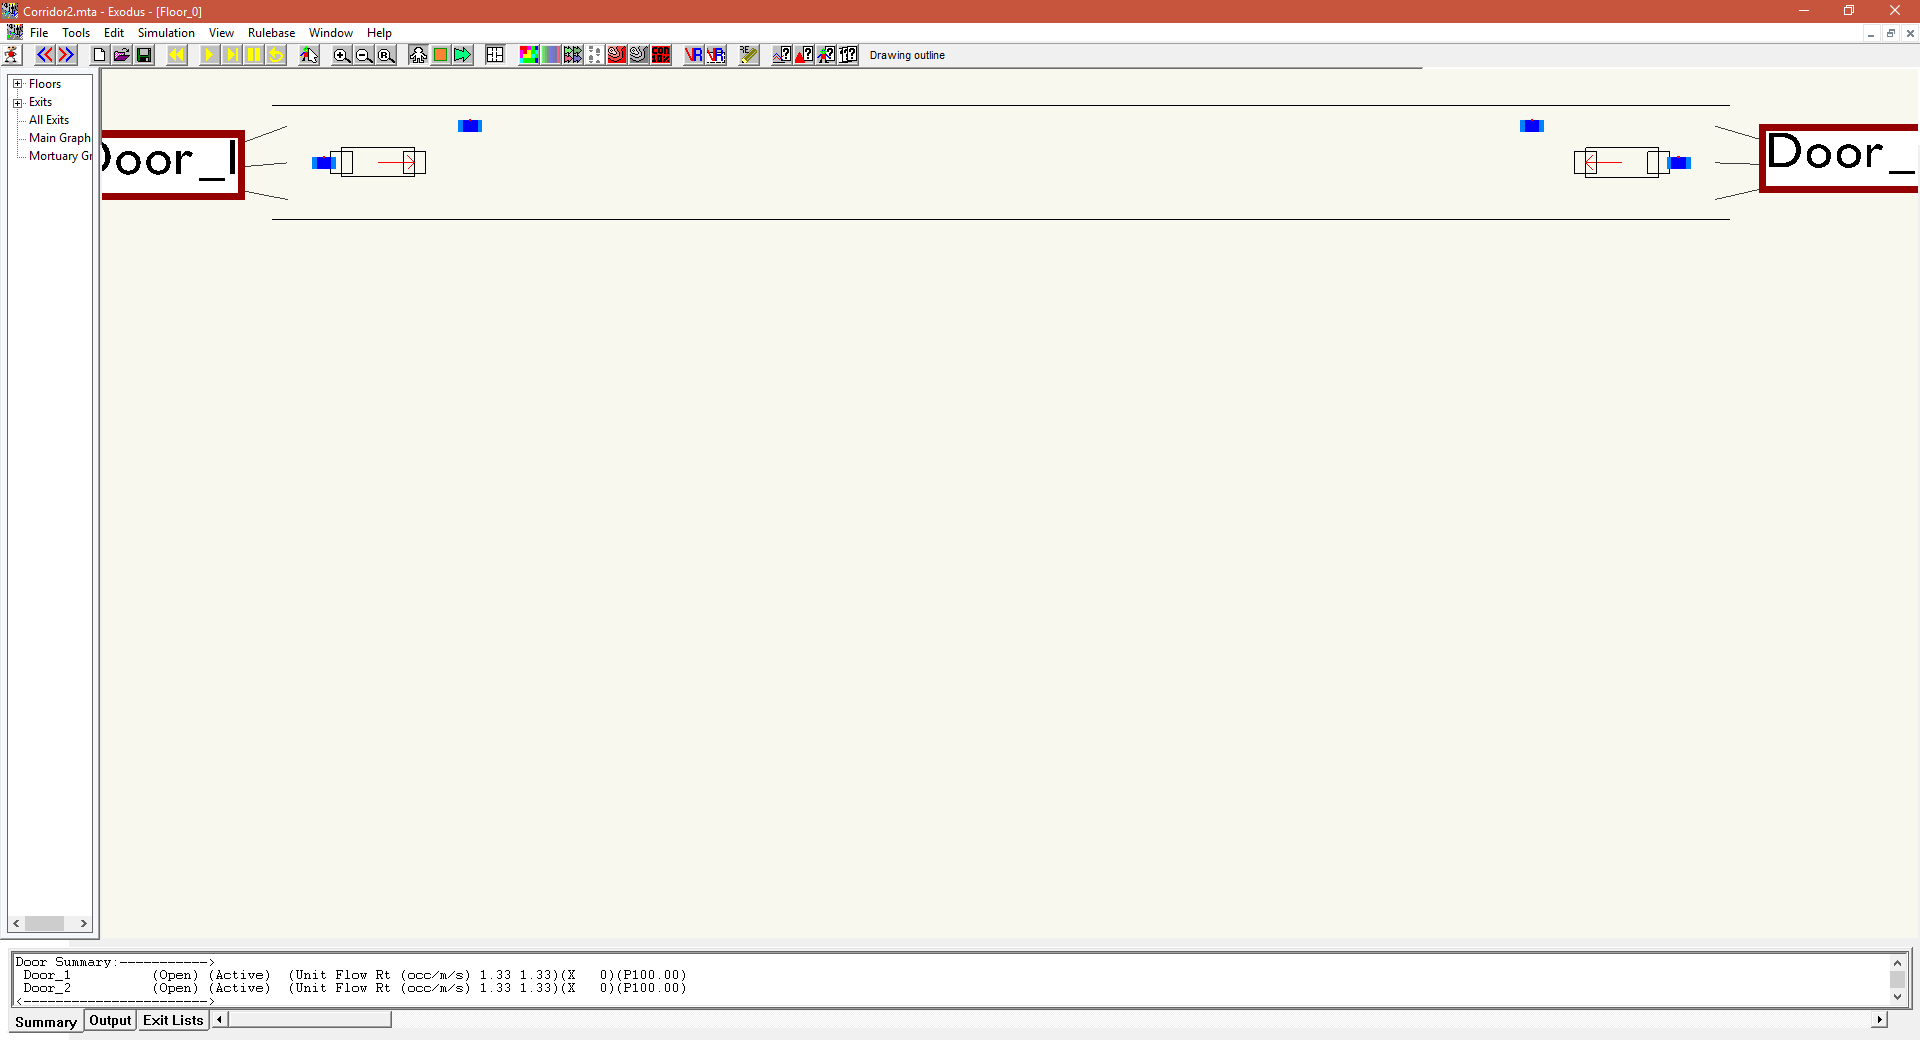 Corridor2.mta - Exodus - [Floor_0]
File Tools Edit Simulation View Rulebase Window Help
VR VR Drawing outline
Floors
Exits
All Exits
Main Graph
Mortuary Gr
Door_
Door_
Door Summary:----------->
Door_1 (Open) (Active) (Unit Flow Rt (occ/m/s) 1.33 1.33)(X 0)(P100.00)
Door_2 (Open) (Active) (Unit Flow Rt (occ/m/s) 1.33 1.33)(X 0)(P100.00)
<------------------------>
Summary Output Exit Lists